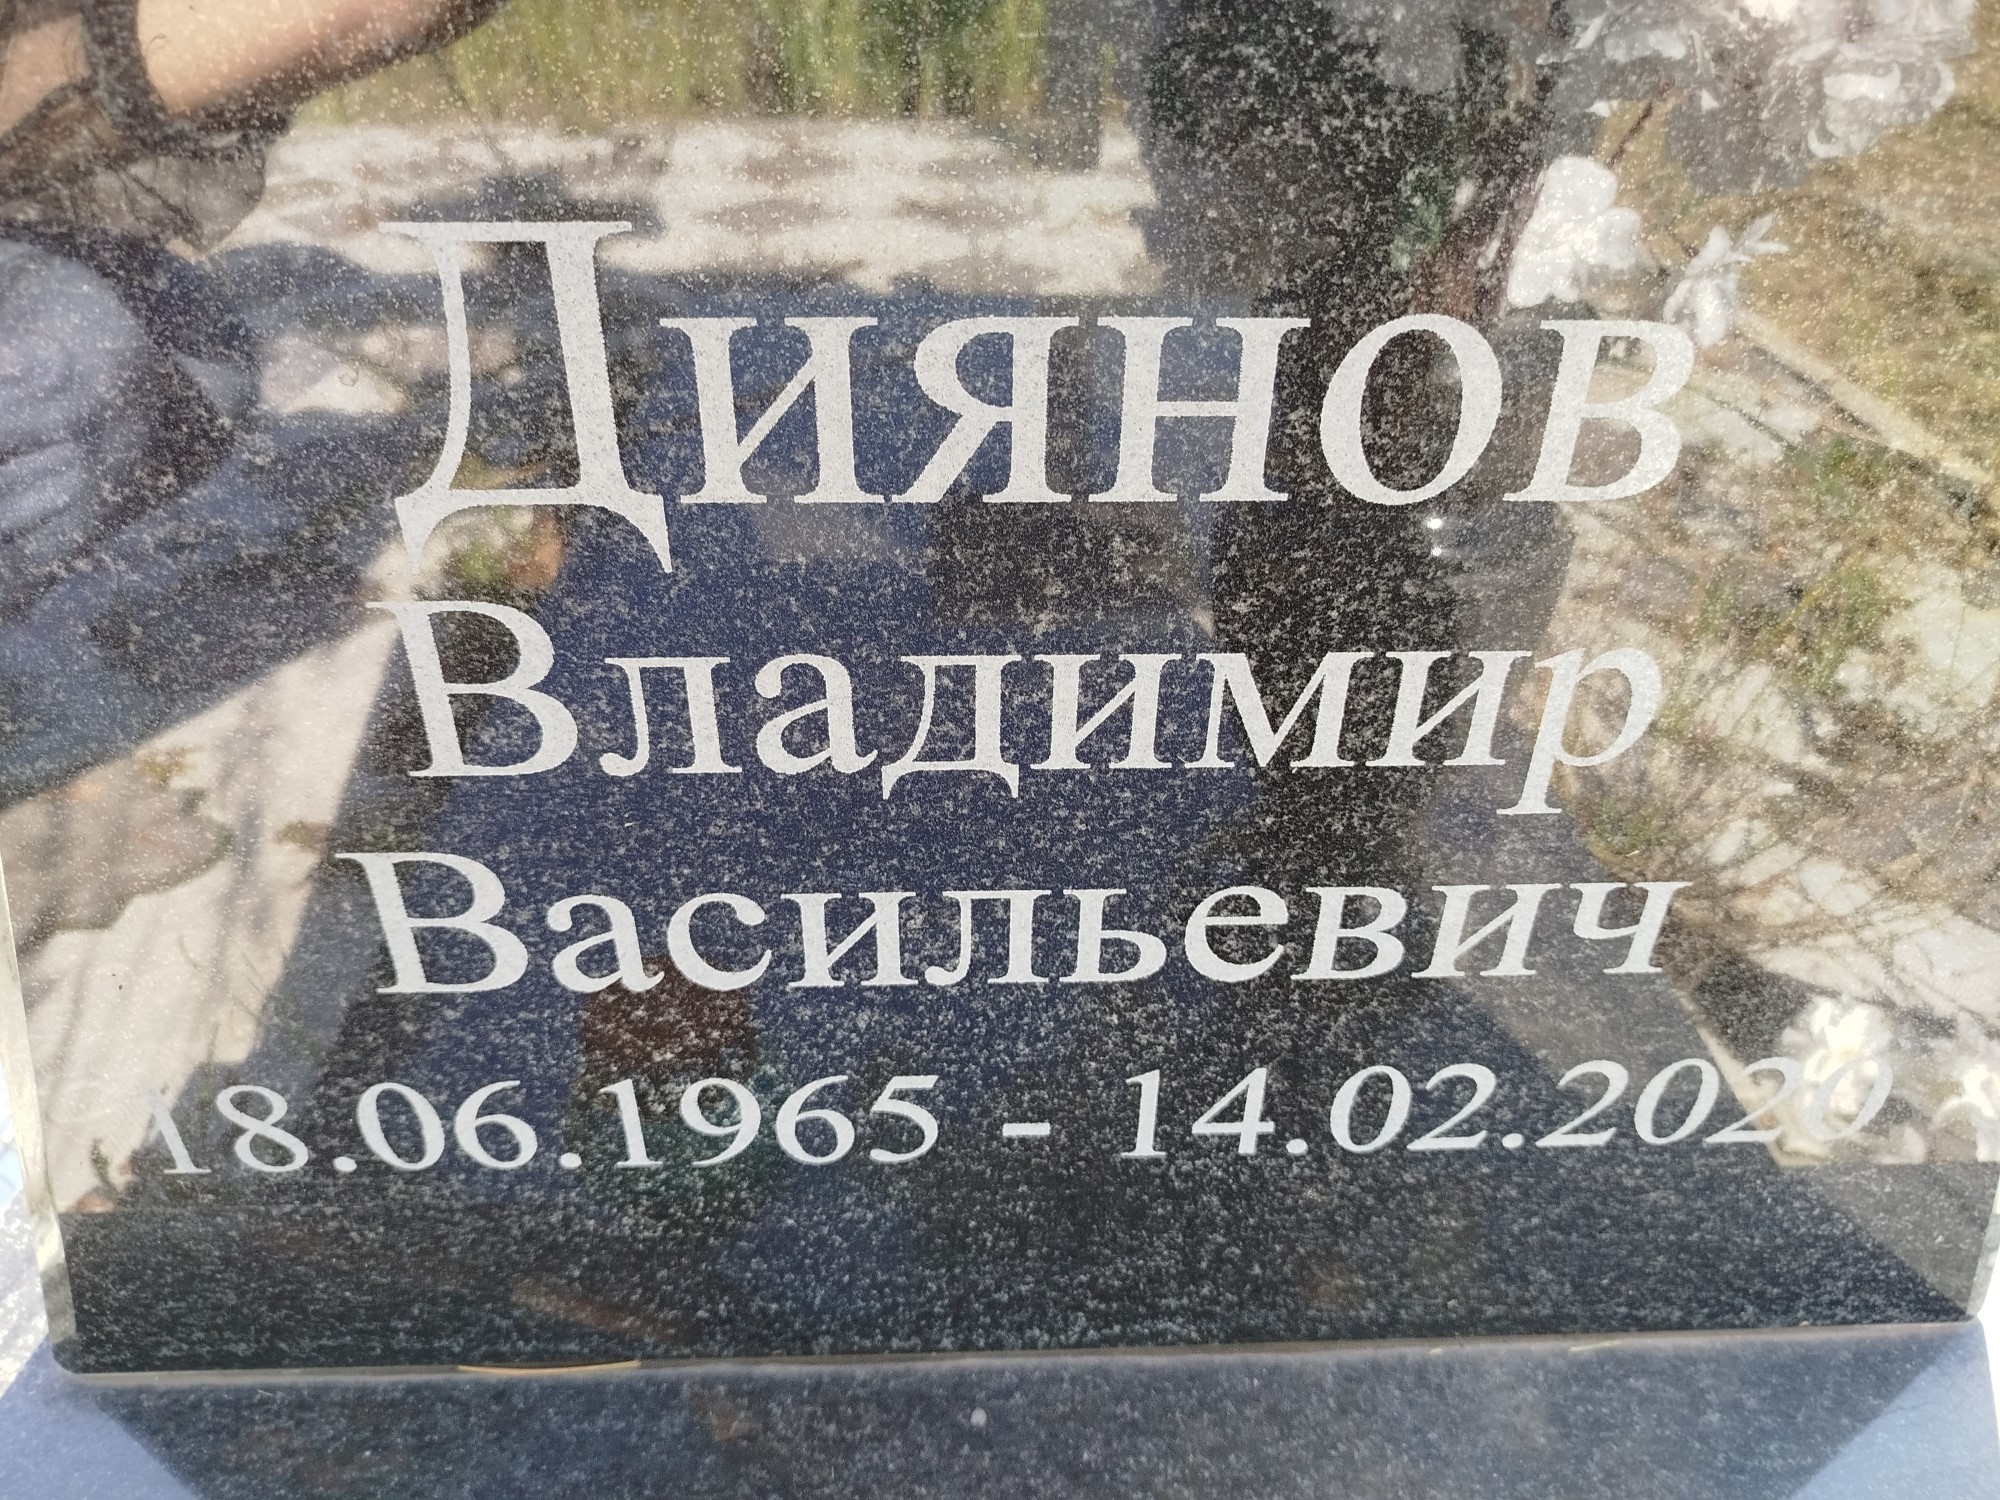 Диянов
Владимир
Васильевич
18.06.1965 - 14.02.2020